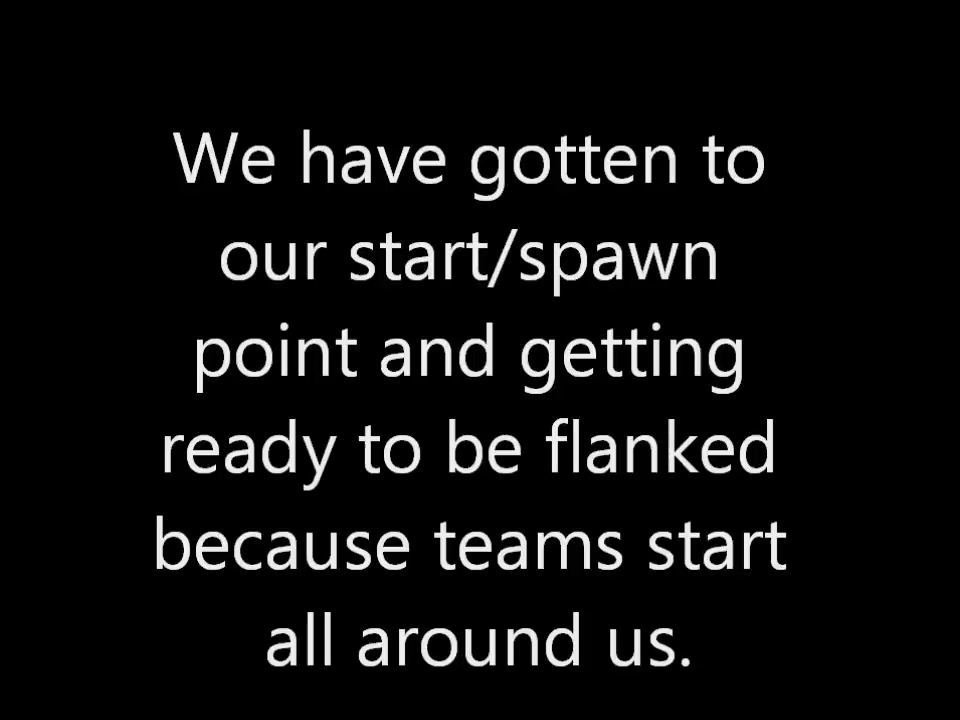 We have gotten to
our start/spawn
point and getting
ready to be flanked
because teams start
all around us.